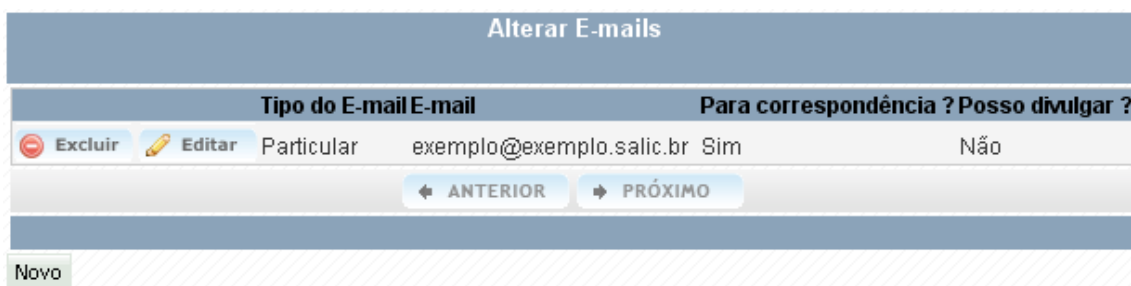 Alterar E-mails
Tipo do E-mail E-mail Para correspondência ? Posso divulgar ?
Excluir Editar Particular exemplo@exemplo.salic.br Sim Não
ANTERIOR PRÓXIMO
Novo